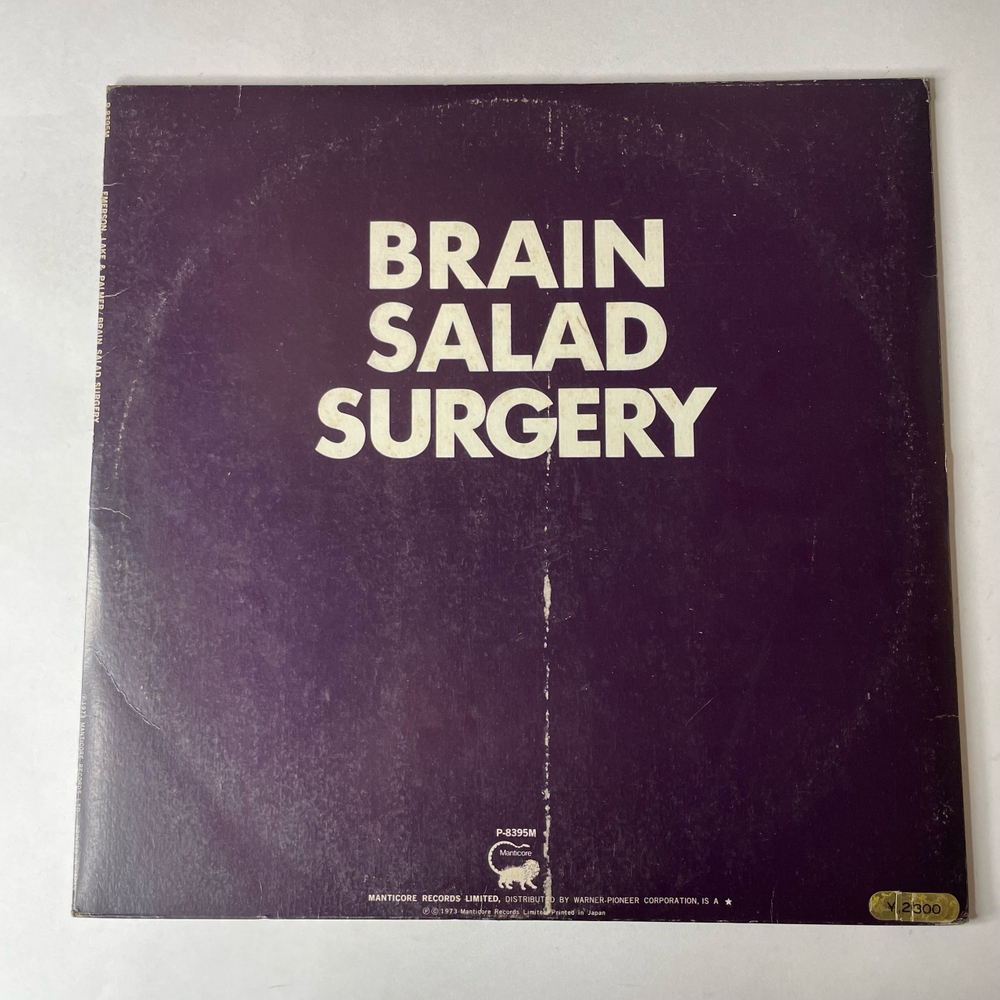 BRAIN
SALAD
SURGERY
P-8395M
EMERSON, LAKE & PALMER/BRAIN SALAD SURGERY
P-8395M
Manticore
MANTICORE RECORDS LIMITED, DISTRIBUTED BY WARNER-PIONEER CORPORATION, IS A ★
Ⓟ©1973 Manticore Records Limited Printed in Japan
¥.2300